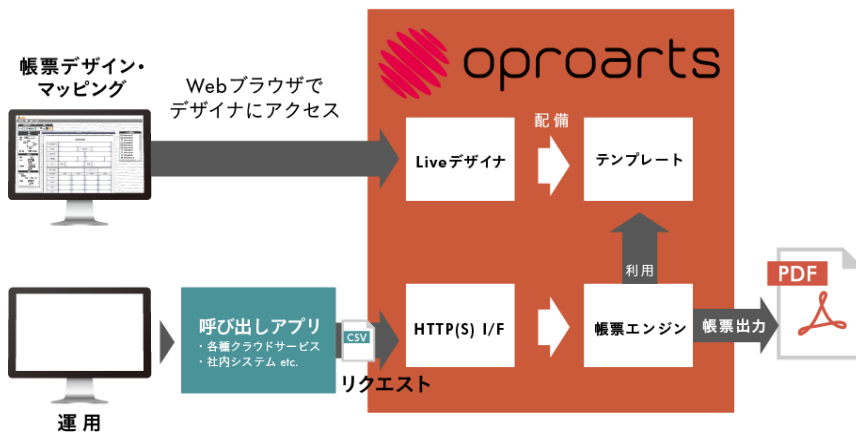 oproarts
帳票デザイン・
マッピング
Webブラウザで
デザイナにアクセス
Liveデザイナ
配備
テンプレート
利用
呼び出しアプリ
・各種クラウドサービス
・社内システム etc.
CSV
リクエスト
HTTP(S) I/F
帳票エンジン
帳票出力
PDF
運用